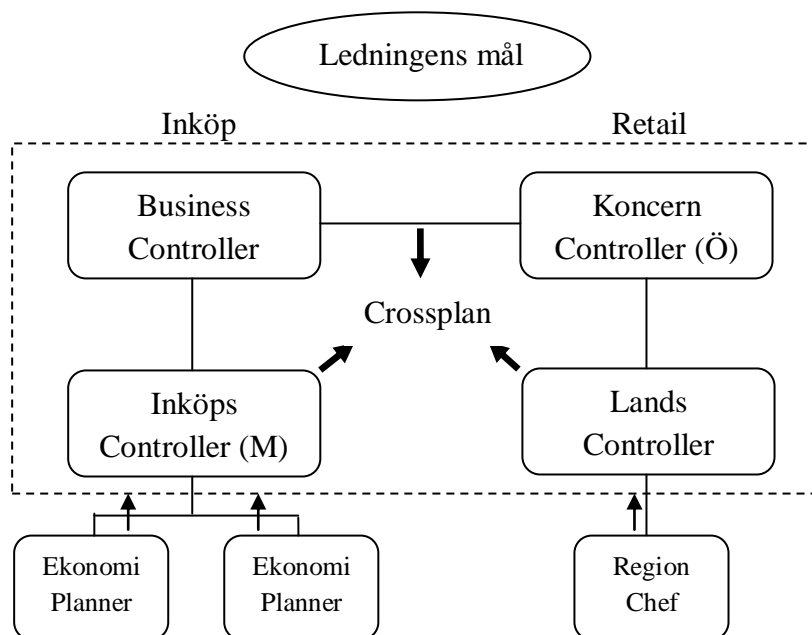 Ledningens mål
Inköp
Retail
Business
Controller
Koncern
Controller (Ö)
Crossplan
Inköps
Controller (M)
Lands
Controller
Ekonomi
Planner
Ekonomi
Planner
Region
Chef